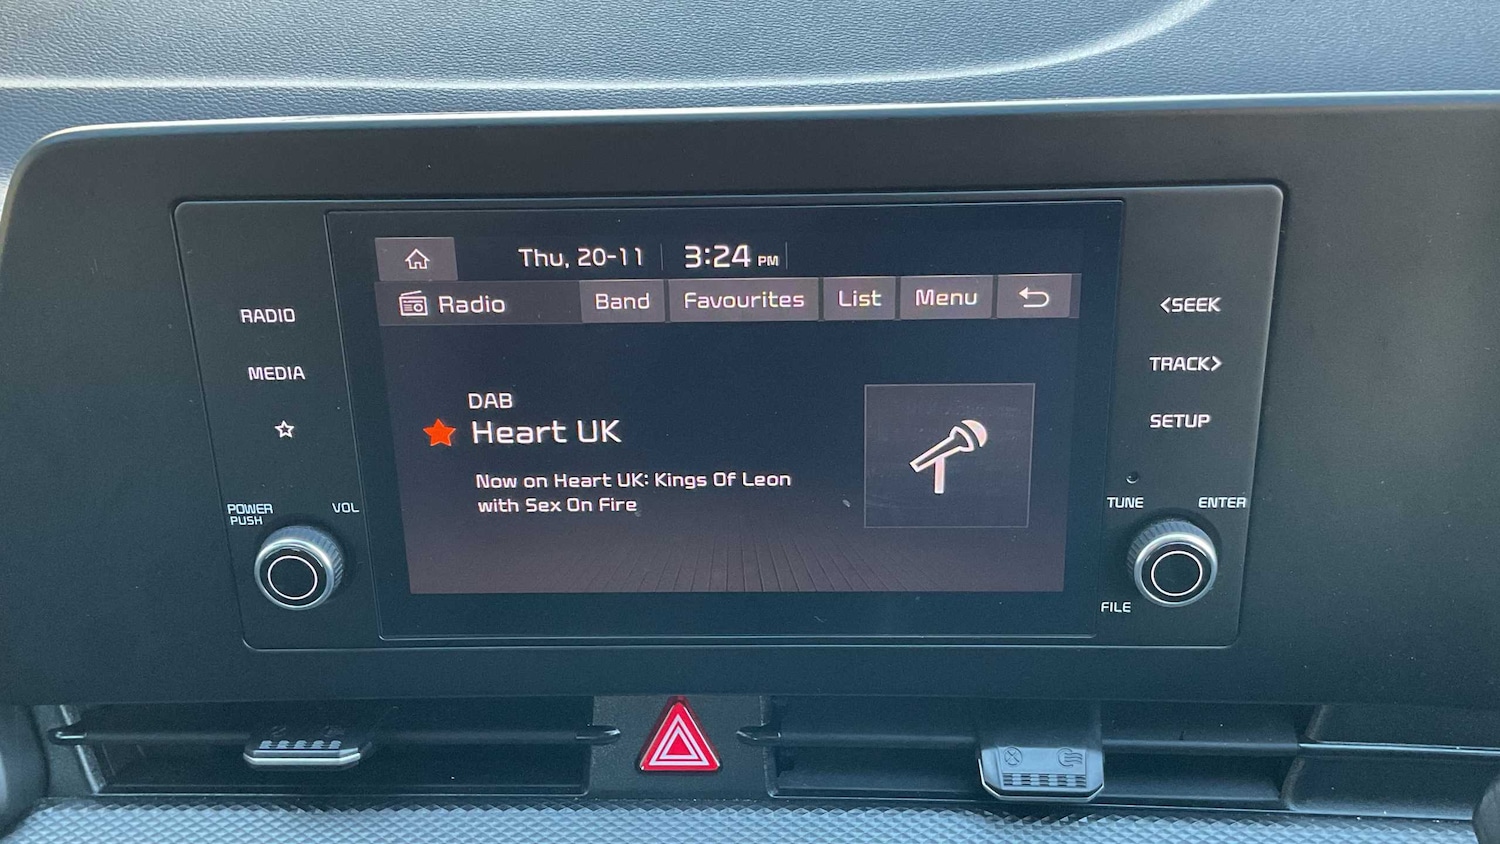 Thu, 20-11 3:24 PM
Radio Band Favourites List Menu
DAB
Heart UK
Now on Heart UK: Kings Of Leon
with Sex On Fire
RADIO
MEDIA
POWER
PUSH
VOL
<SEEK
TRACK>
SETUP
TUNE
ENTER
FILE